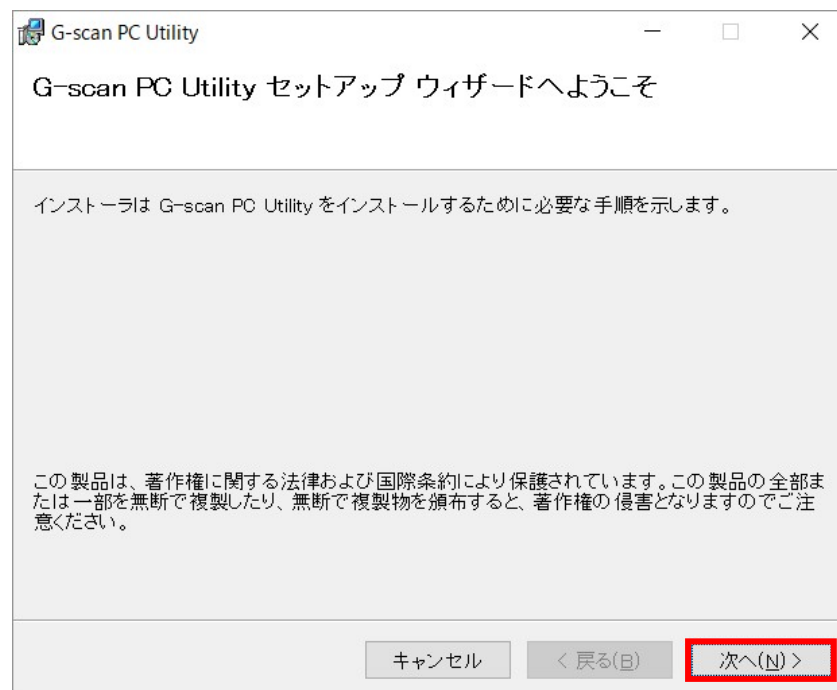 G-scan PC Utility
G-scan PC Utility セットアップ ウィザードへようこそ
インストーラは G-scan PC Utility をインストールするために必要な手順を示します。
この製品は、著作権に関する法律および国際条約により保護されています。この製品の全部ま
たは一部を無断で複製したり、無断で複製物を頒布すると、著作権の侵害となりますのでご注
意ください。
キャンセル < 戻る(B) 次へ(N) >